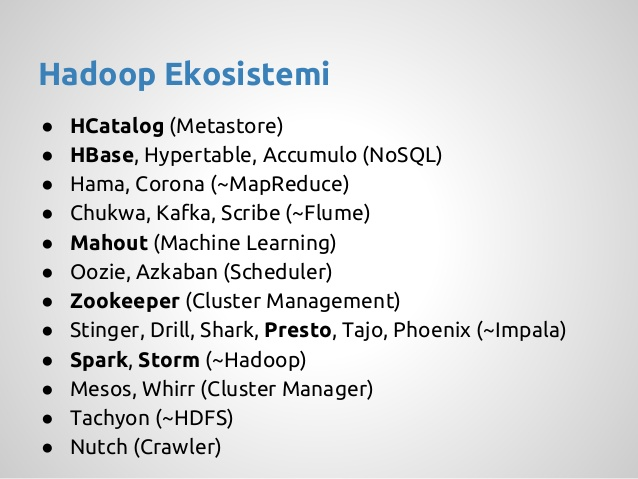 Hadoop Ekosistemi
● HCatalog (Metastore)
● HBase, Hypertable, Accumulo (NoSQL)
● Hama, Corona (~MapReduce)
● Chukwa, Kafka, Scribe (~Flume)
● Mahout (Machine Learning)
● Oozie, Azkaban (Scheduler)
● Zookeeper (Cluster Management)
● Stinger, Drill, Shark, Presto, Tajo, Phoenix (~Impala)
● Spark, Storm (~Hadoop)
● Mesos, Whirr (Cluster Manager)
● Tachyon (~HDFS)
● Nutch (Crawler)